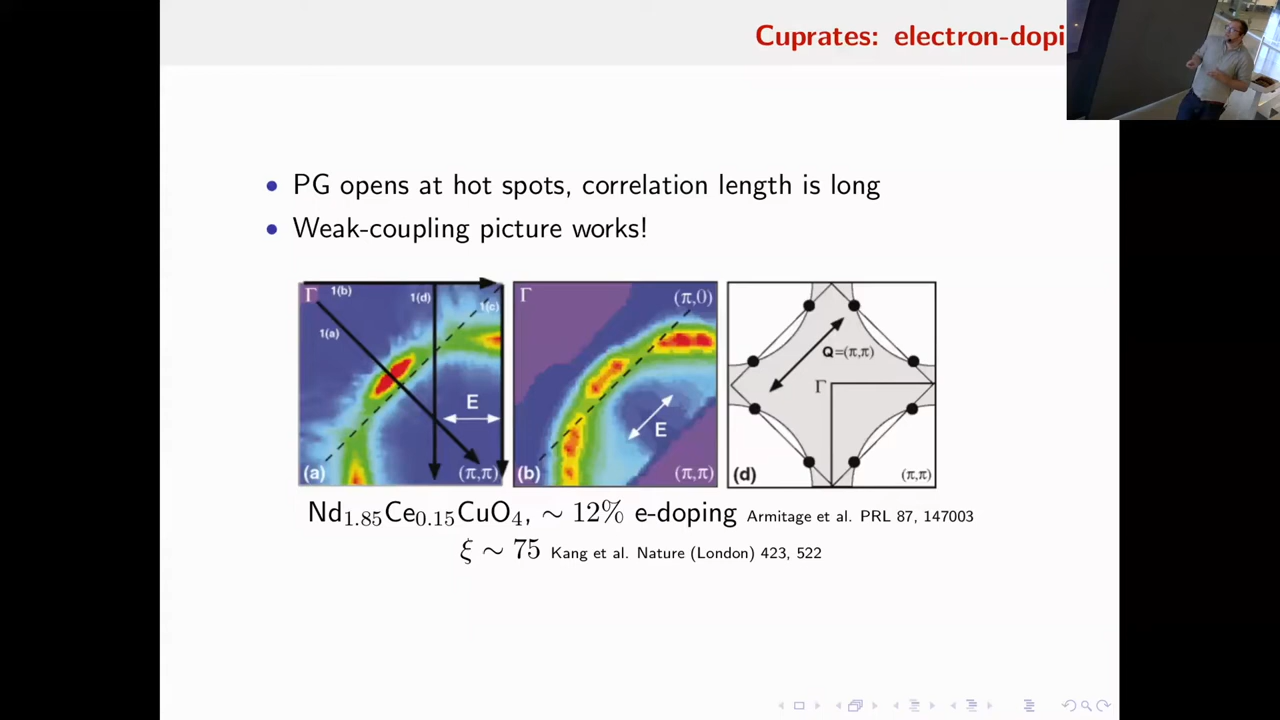 Cuprates: electron-dopi
• PG opens at hot spots, correlation length is long
• Weak-coupling picture works!
Γ 1(b) 1(d) 1(c)
1(a)
E
(a) (π,π)
Γ (π,0)
E
(b) (π,π)
Q=(π,π)
Γ
(d) (π,π)
Nd₁.₈₅Ce₀.₁₅CuO₄, ∼ 12% e-doping Armitage et al. PRL 87, 147003
ξ ∼ 75 Kang et al. Nature (London) 423, 522